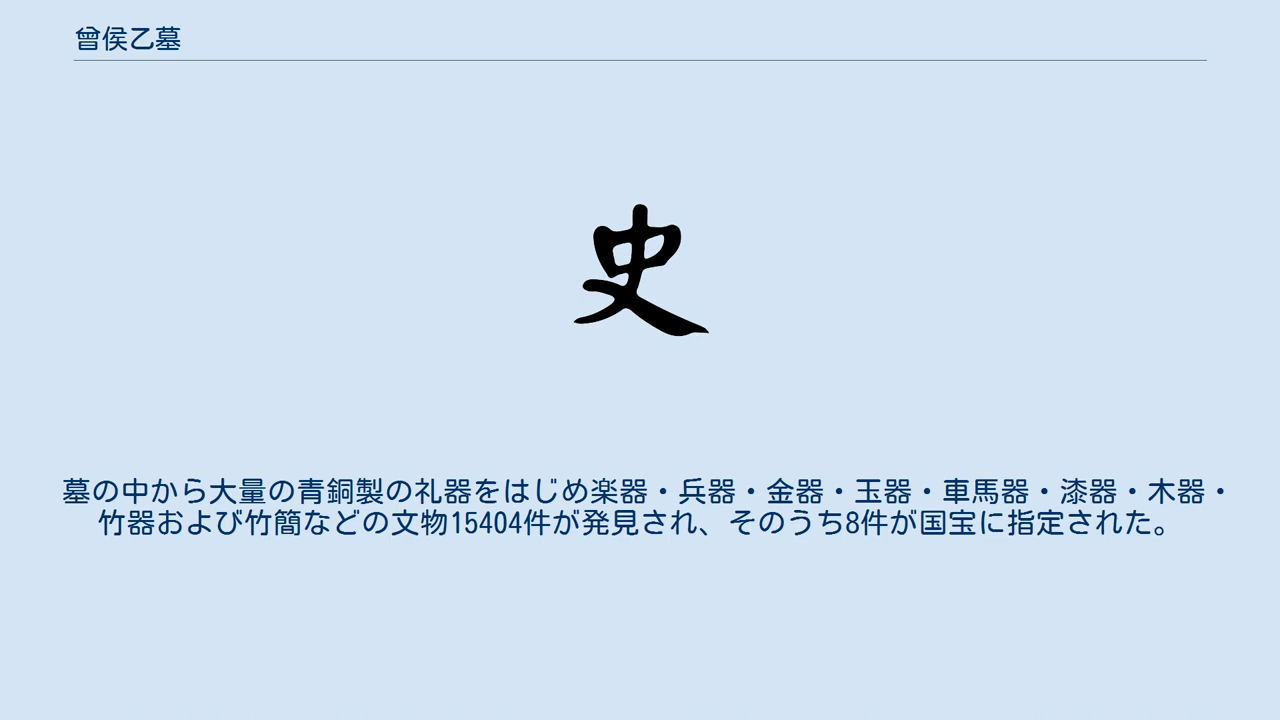 曾侯乙墓
史
墓の中から大量の青銅製の礼器をはじめ楽器・兵器・金器・玉器・車馬器・漆器・木器・
竹器および竹簡などの文物15404件が発見され、そのうち8件が国宝に指定された。